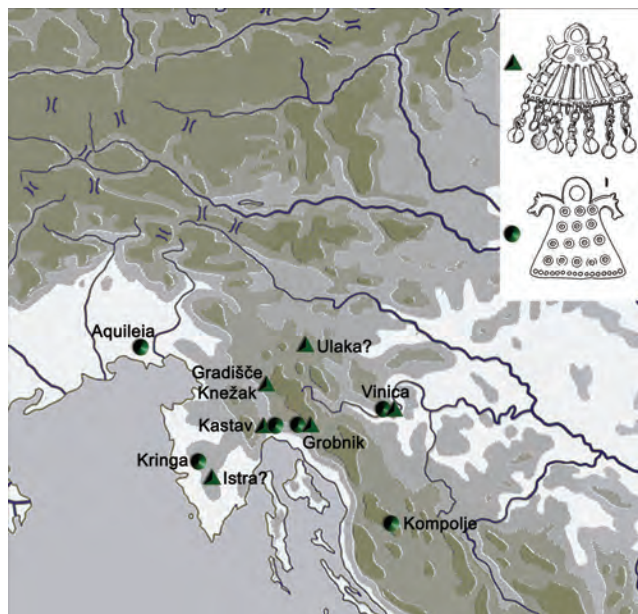 Aquileia
Ulaka?
Gradišče
Knežak
Vinica
Kastav
Grobnik
Kringa
Istra?
Kompolje